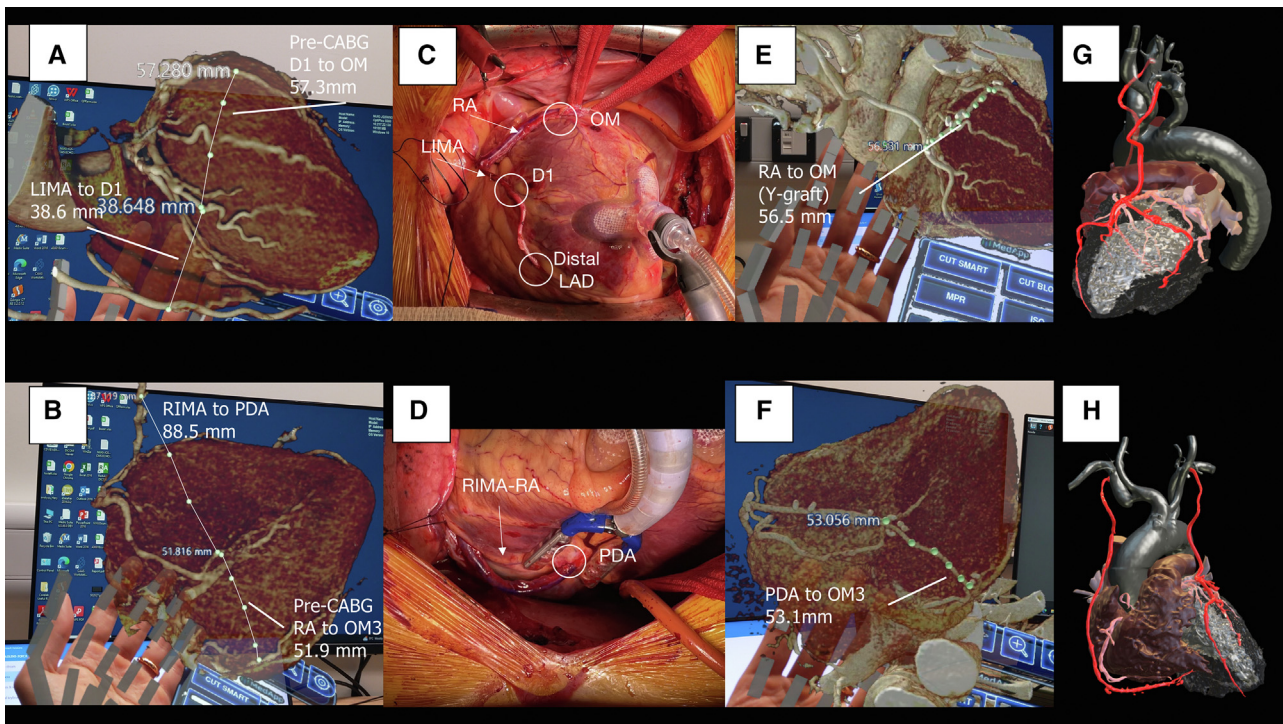 A
57.280 mm
Pre-CABG
D1 to OM
57.3mm
LIMA to D1
38.6 mm
38.648 mm
C
RA
OM
LIMA
D1
Distal
LAD
E
56.531 mm
RA to OM
(Y-graft)
56.5 mm
MedApp
CUT SMART
MPR
G
B
RIMA to PDA
88.5 mm
51.816 mm
Pre-CABG
RA to OM3
51.9 mm
CUT SMART
D
RIMA-RA
PDA
F
53.056 mm
PDA to OM3
53.1mm
H